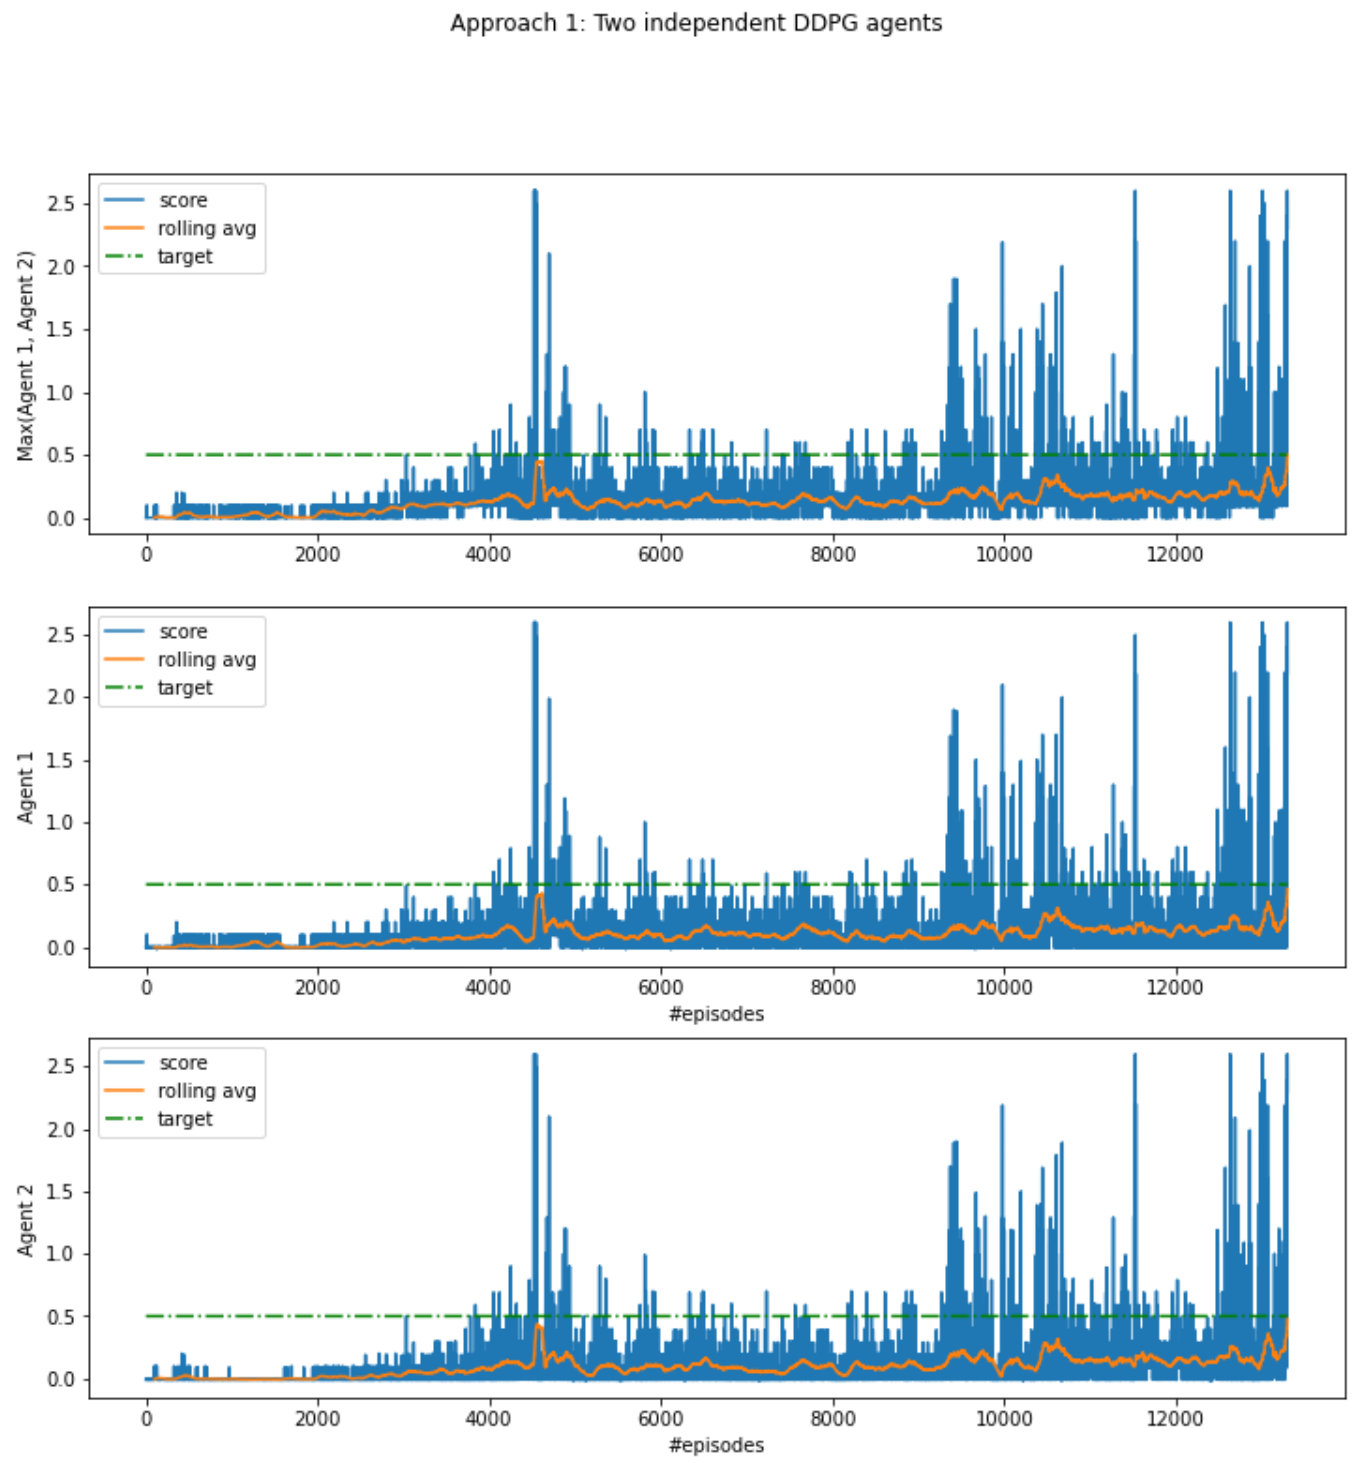 Approach 1: Two independent DDPG agents
Max(Agent 1, Agent 2)
2.5
2.0
1.5
1.0
0.5
0.0
score
rolling avg
target
0 2000 4000 6000 8000 10000 12000
Agent 1
2.5
2.0
1.5
1.0
0.5
0.0
score
rolling avg
target
0 2000 4000 6000 8000 10000 12000
#episodes
Agent 2
2.5
2.0
1.5
1.0
0.5
0.0
score
rolling avg
target
0 2000 4000 6000 8000 10000 12000
#episodes